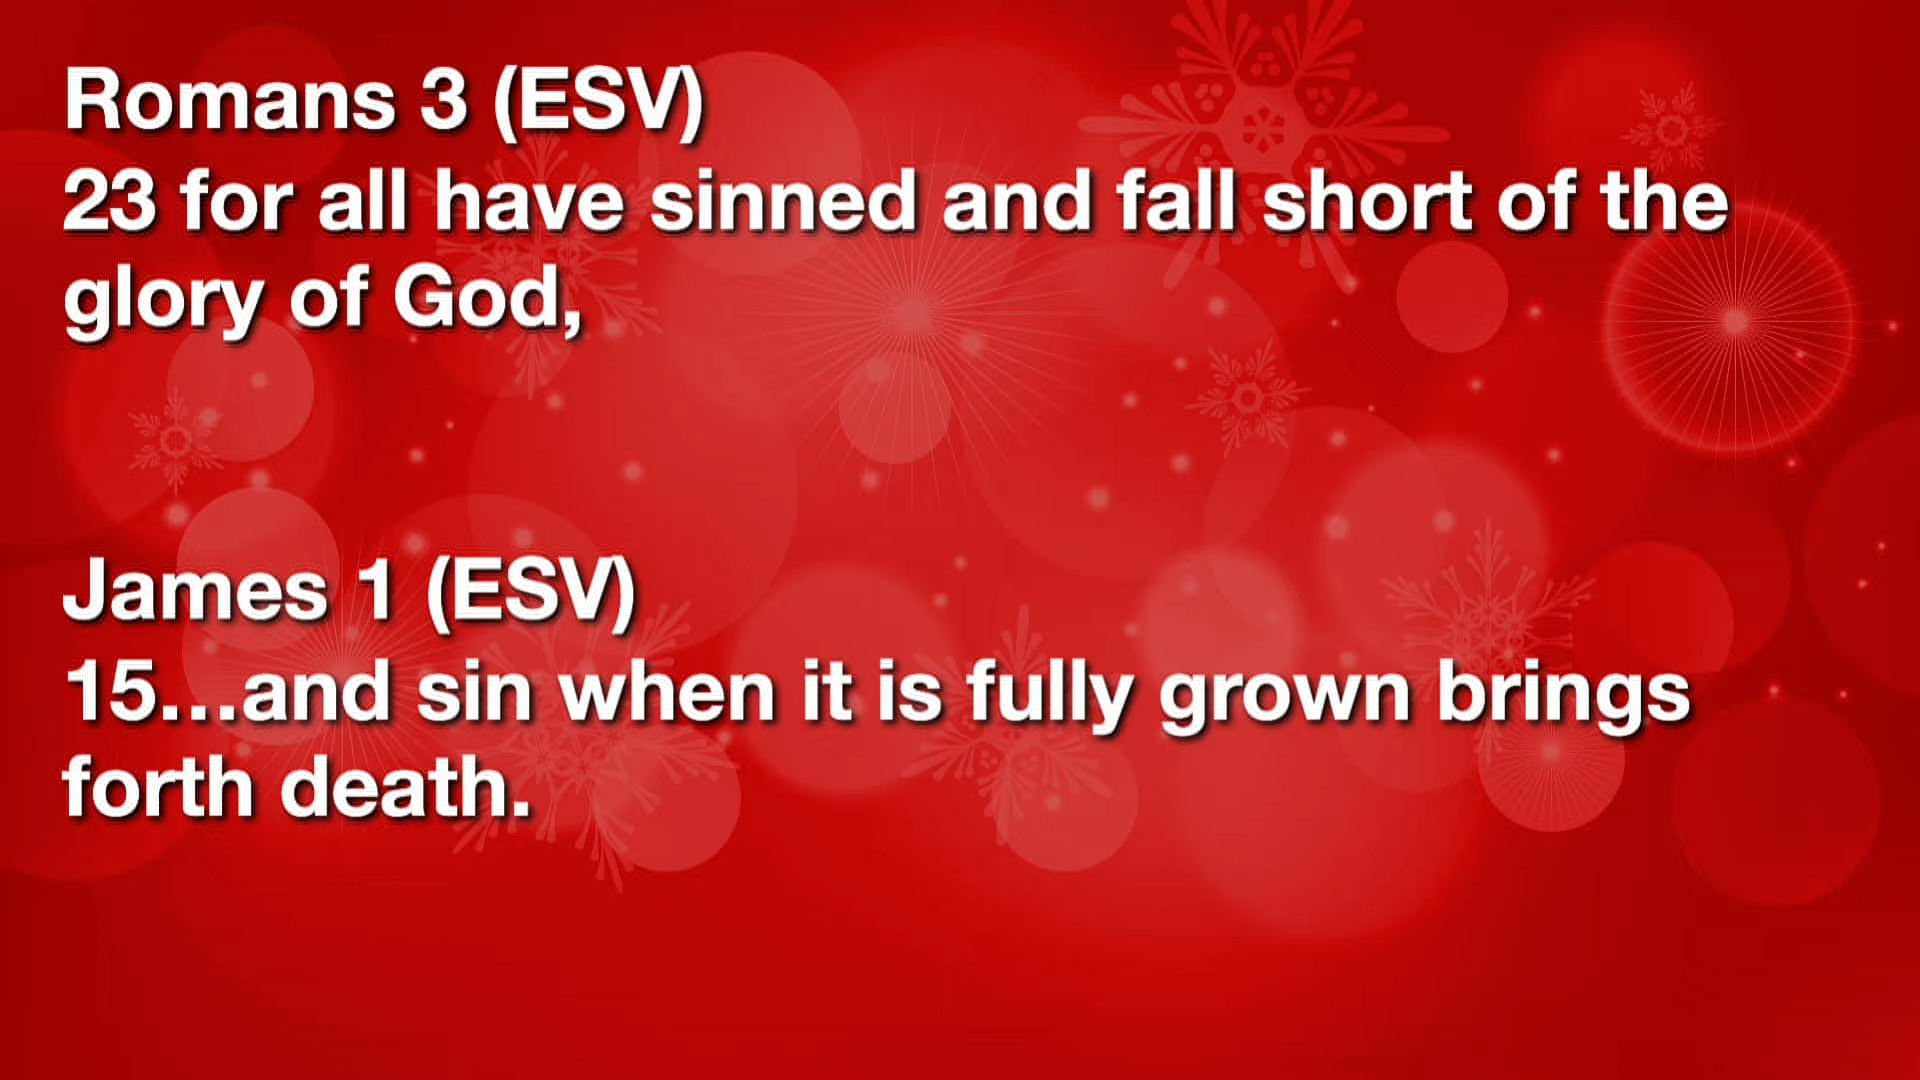 Romans 3 (ESV)
23 for all have sinned and fall short of the
glory of God,
James 1 (ESV)
15…and sin when it is fully grown brings
forth death.